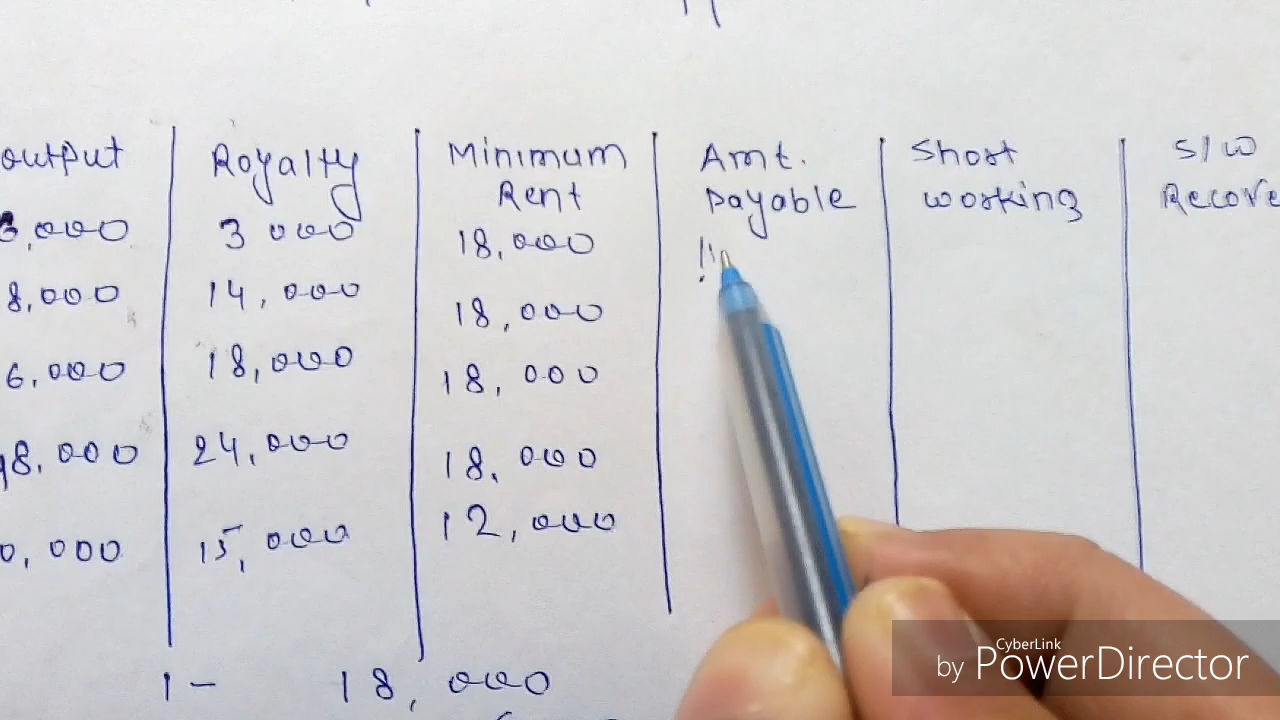 output Royalty Minimum Rent Amt. Payable Short working S/W Recove
,000 3 000 18,000
8,000 14,000 18,000
6,000 18,000 18,000
18,000 24,000 18,000
0,000 15,000 12,000
1- 18,000
CyberLink
by PowerDirector